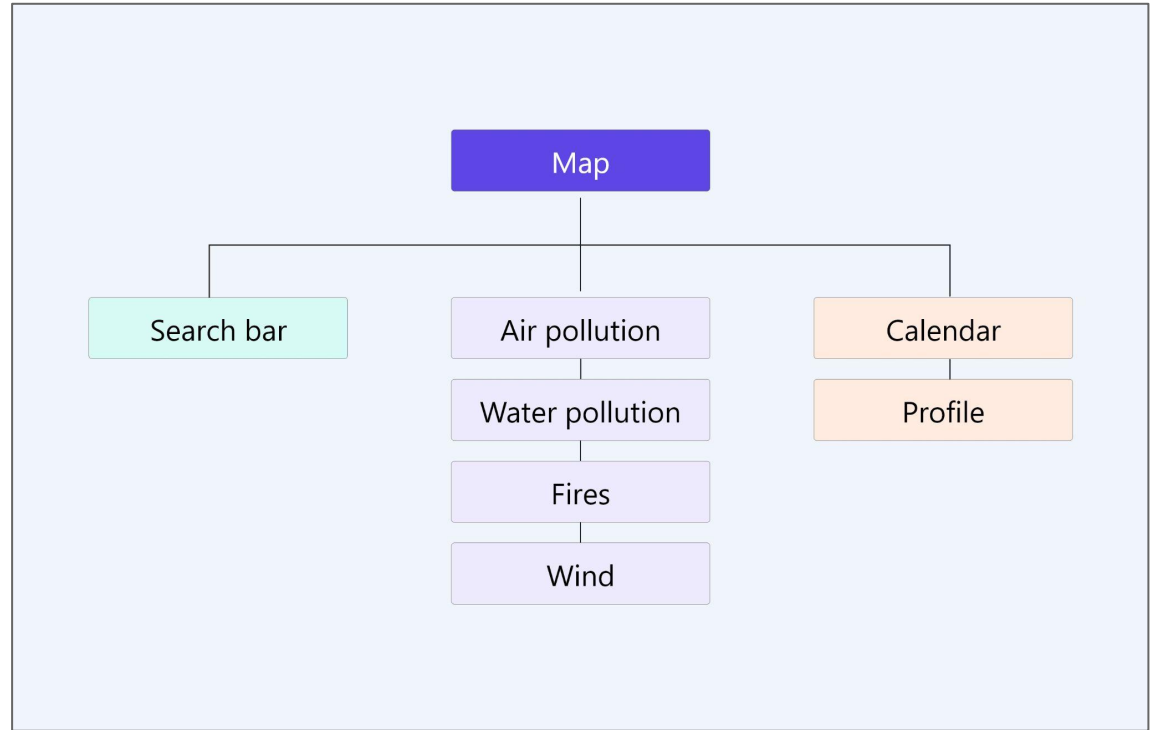 Map
Search bar
Air pollution
Calendar
Water pollution
Profile
Fires
Wind